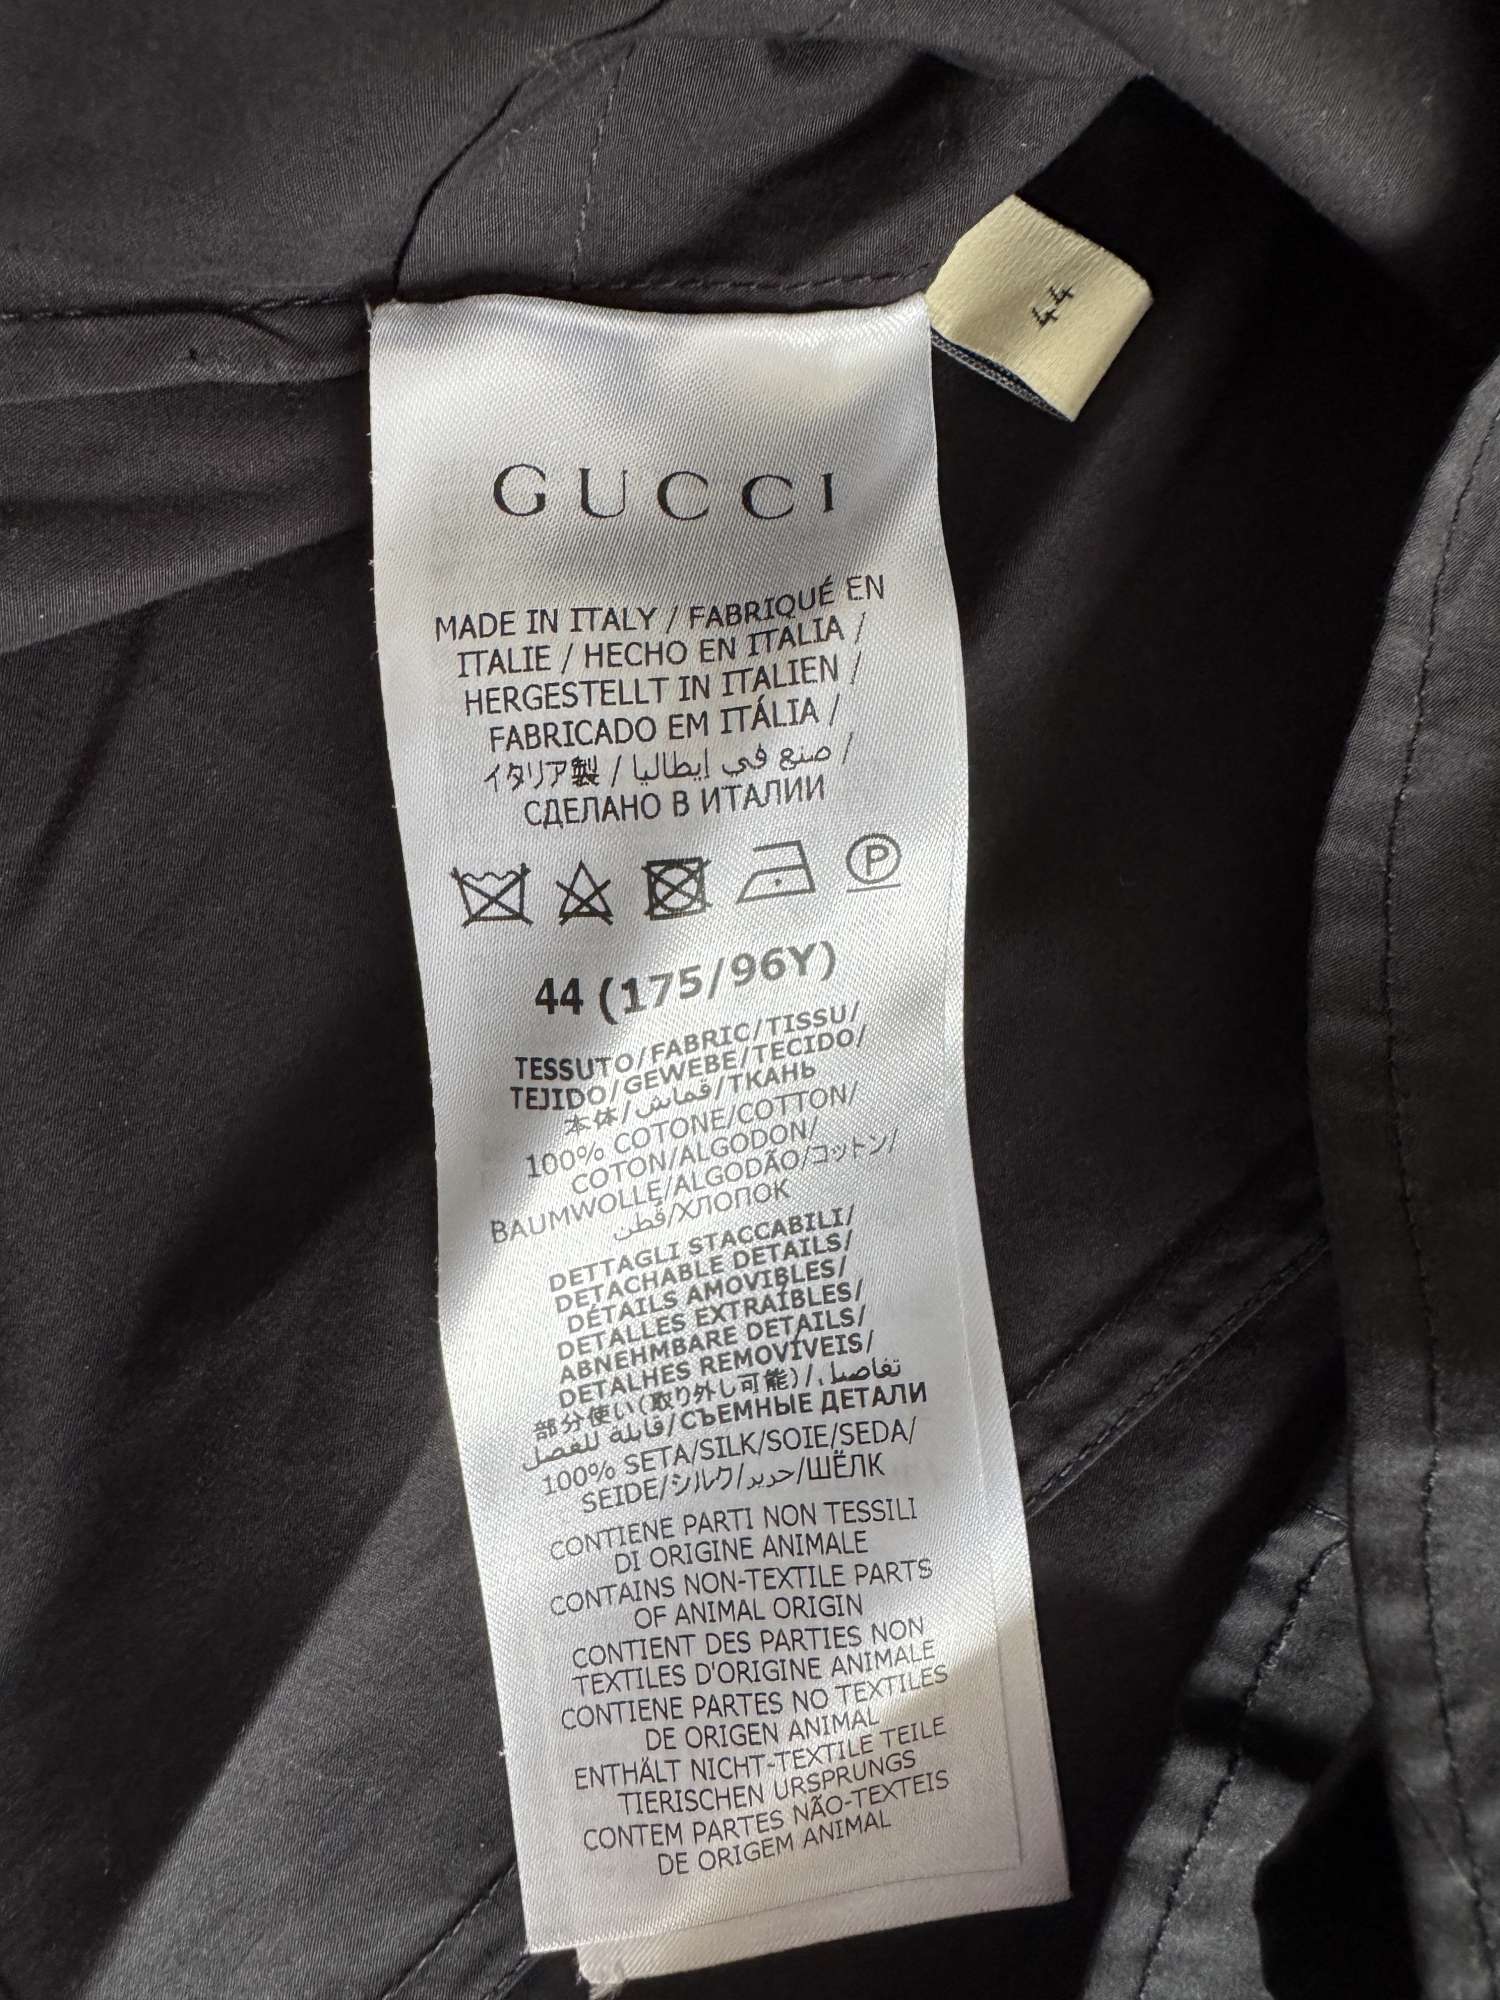 44
GUCCI
MADE IN ITALY / FABRIQUÉ EN
ITALIE / HECHO EN ITALIA /
HERGESTELLT IN ITALIEN /
FABRICADO EM ITÁLIA /
イタリア製 / صنع في إيطاليا /
СДЕЛАНО В ИТАЛИИ
P
44 (175/96Y)
TESSUTO/FABRIC/TISSU/
TEJIDO/GEWEBE/TECIDO/
本体/قماش/ТКАНЬ
100% COTONE/COTTON/
COTON/ALGODON/
BAUMWOLLE/ALGODÃO/コットン/
قطن/ХЛОПОК
DETTAGLI STACCABILI/
DETACHABLE DETAILS/
DÉTAILS AMOVIBLES/
DETALLES EXTRAÍBLES/
ABNEHMBARE DETAILS/
DETALHES REMOVÍVEIS/
部分使い(取り外し可能)/تفاصيل
قابلة للفصل/СЪЕМНЫЕ ДЕТАЛИ
100% SETA/SILK/SOIE/SEDA/
SEIDE/シルク/حرير/ШЁЛК
CONTIENE PARTI NON TESSILI
DI ORIGINE ANIMALE
CONTAINS NON-TEXTILE PARTS
OF ANIMAL ORIGIN
CONTIENT DES PARTIES NON
TEXTILES D'ORIGINE ANIMALE
CONTIENE PARTES NO TEXTILES
DE ORIGEN ANIMAL
ENTHÄLT NICHT-TEXTILE TEILE
TIERISCHEN URSPRUNGS
CONTEM PARTES NÃO-TEXTEIS
DE ORIGEM ANIMAL